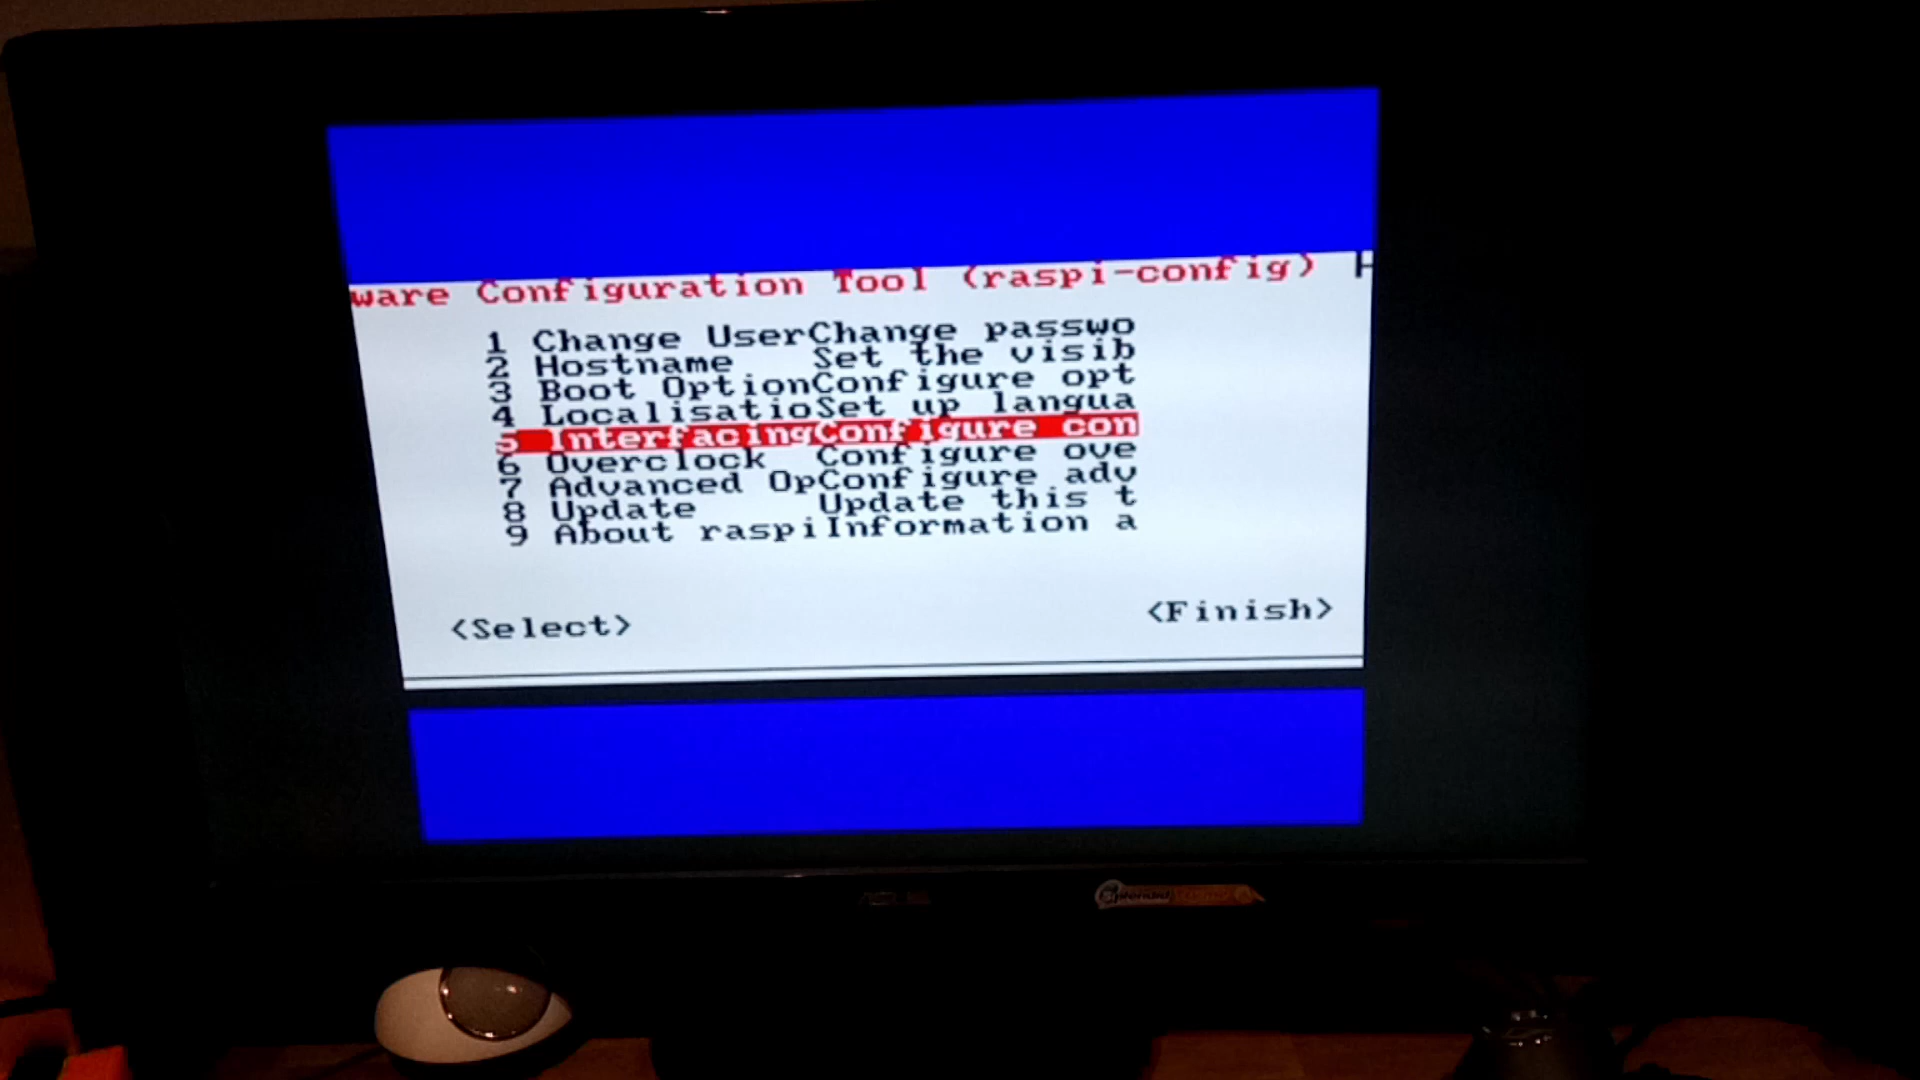 ware Configuration Tool (raspi-config)
1 Change UserChange passwo
2 Hostname Set the visib
3 Boot OptionConfigure opt
4 LocalisatioSet up langua
5 InterfacingConfigure con
6 Overclock Configure ove
7 Advanced OpConfigure adv
8 Update Update this t
9 About raspiInformation a
<Select> <Finish>